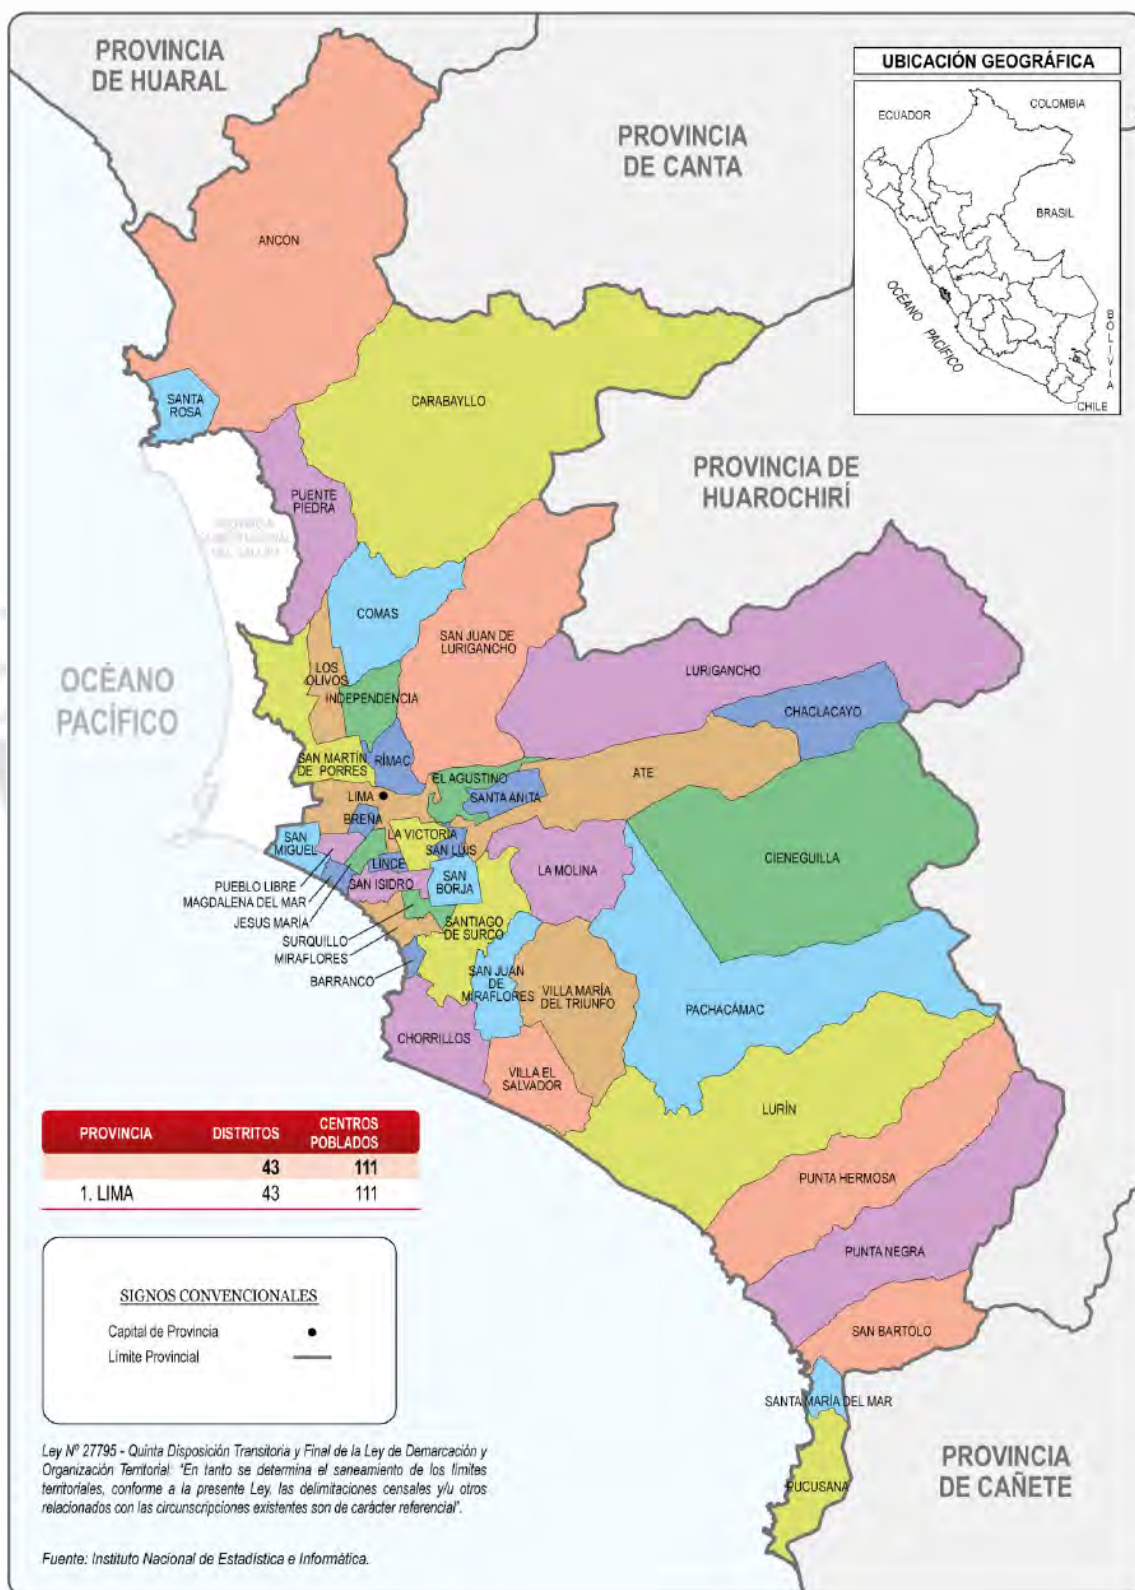 PROVINCIA
DE HUARAL
PROVINCIA
DE CANTA
UBICACIÓN GEOGRÁFICA
COLOMBIA
ECUADOR
BRASIL
OCÉANO PACÍFICO
BOLIVIA
CHILE
ANCÓN
SANTA
ROSA
CARABAYLLO
PROVINCIA DE
HUAROCHIRÍ
PUENTE
PIEDRA
PROVINCIA
CONSTITUCIONAL
DEL CALLAO
COMAS
SAN JUAN DE
LURIGANCHO
LURIGANCHO
OCÉANO
PACÍFICO
LOS
OLIVOS
INDEPENDENCIA
CHACLACAYO
SAN MARTÍN
DE PORRES
RÍMAC
EL AGUSTINO
ATE
LIMA
SANTA ANITA
BREÑA
SAN
MIGUEL
LA VICTORIA
SAN LUIS
LINCE
CIENEGUILLA
LA MOLINA
SAN ISIDRO
SAN
BORJA
PUEBLO LIBRE
MAGDALENA DEL MAR
JESUS MARÍA
SANTIAGO
DE SURCO
SURQUILLO
MIRAFLORES
BARRANCO
SAN JUAN
DE
MIRAFLORES
VILLA MARÍA
DEL TRIUNFO
PACHACÁMAC
CHORRILLOS
VILLA EL
SALVADOR
LURÍN
PROVINCIA DISTRITOS CENTROS
POBLADOS
43 111
1. LIMA 43 111
PUNTA HERMOSA
PUNTA NEGRA
SIGNOS CONVENCIONALES
Capital de Provincia
Límite Provincial
SAN BARTOLO
SANTA MARÍA DEL MAR
PUCUSANA
PROVINCIA
DE CAÑETE
Ley Nº 27795 - Quinta Disposición Transitoria y Final de la Ley de Demarcación y
Organización Territorial: "En tanto se determina el saneamiento de los límites
territoriales, conforme a la presente Ley, las delimitaciones censales y/u otros
relacionados con las circunscripciones existentes son de carácter referencial".
Fuente: Instituto Nacional de Estadística e Informática.